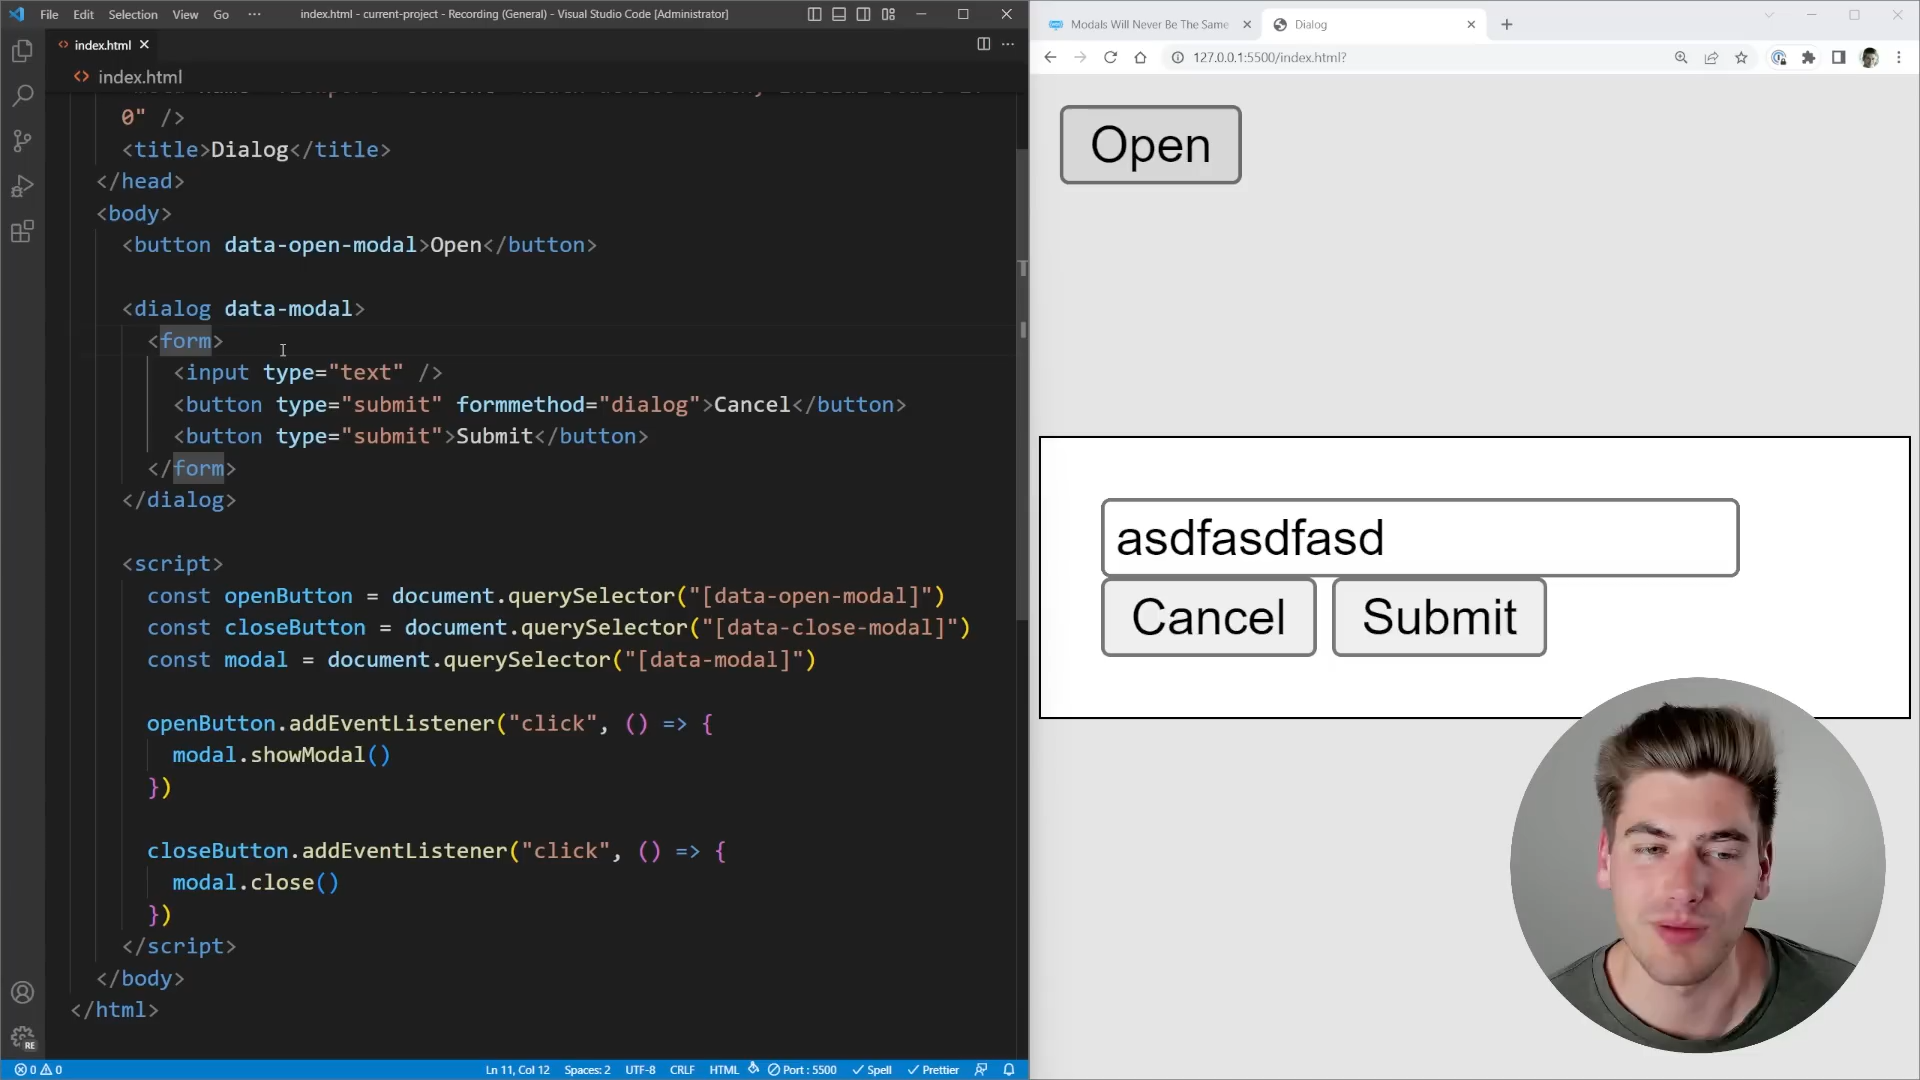 File Edit Selection View Go ··· index.html - current-project - Recording (General) - Visual Studio Code [Administrator]
index.html
index.html
0" />
<title>Dialog</title>
</head>
<body>
<button data-open-modal>Open</button>
<dialog data-modal>
<form>
<input type="text" />
<button type="submit" formmethod="dialog">Cancel</button>
<button type="submit">Submit</button>
</form>
</dialog>
<script>
const openButton = document.querySelector("[data-open-modal]")
const closeButton = document.querySelector("[data-close-modal]")
const modal = document.querySelector("[data-modal]")
openButton.addEventListener("click", () => {
modal.showModal()
})
closeButton.addEventListener("click", () => {
modal.close()
})
</script>
</body>
</html>
RE
0 0 Ln 11, Col 12 Spaces: 2 UTF-8 CRLF HTML Port : 5500 Spell Prettier
Modals Will Never Be The Same Dialog
127.0.0.1:5500/index.html?
Open
asdfasdfasd
Cancel Submit